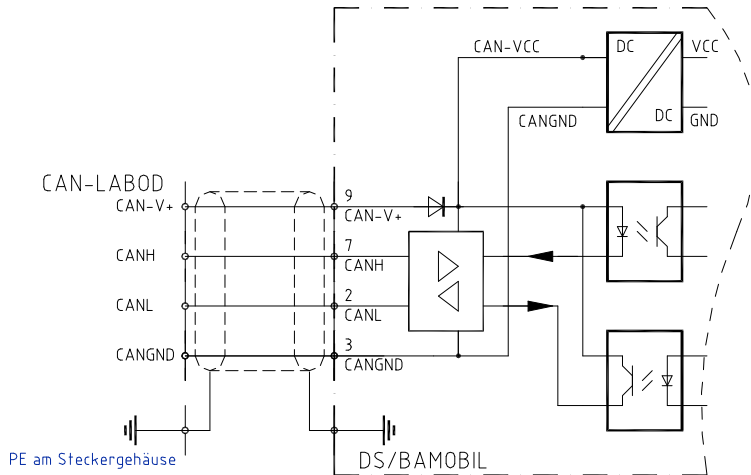 CAN-VCC
DC
VCC
CANGND
DC
GND
CAN-LABOD
CAN-V+
9
CAN-V+
CANH
7
CANH
CANL
2
CANL
CANGND
3
CANGND
PE am Steckergehäuse
DS/BAMOBIL